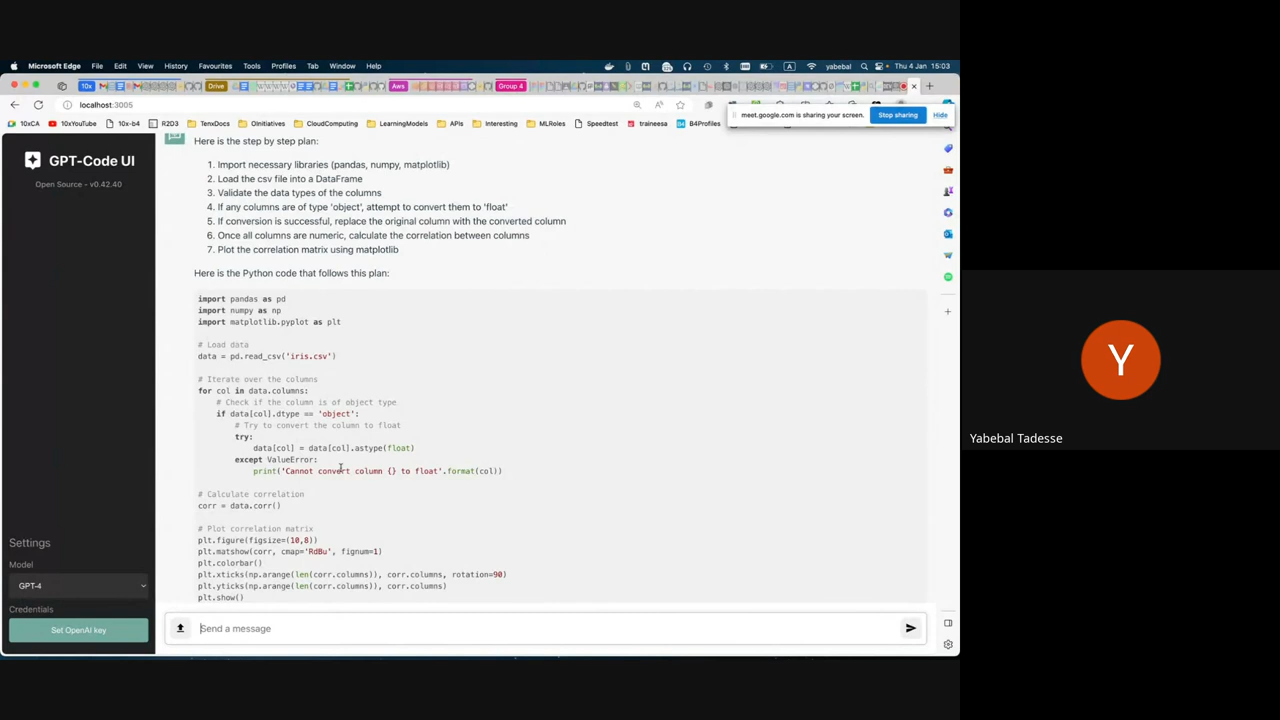 Microsoft Edge File Edit View History Favourites Tools Profiles Tab Window Help
yabebal
Thu 4 Jan 15:03
10x
Drive
Aws
Group 4
localhost:3005
meet.google.com is sharing your screen.
Stop sharing
Hide
10xCA 10xYouTube 10x-b4 R2D3 TenxDocs OInitiatives CloudComputing LearningModels APIs Interesting MLRoles Speedtest traineesa B4Profiles
GPT-Code UI
Open Source - v0.42.40
Here is the step by step plan:
1. Import necessary libraries (pandas, numpy, matplotlib)
2. Load the csv file into a DataFrame
3. Validate the data types of the columns
4. If any columns are of type 'object', attempt to convert them to 'float'
5. If conversion is successful, replace the original column with the converted column
6. Once all columns are numeric, calculate the correlation between columns
7. Plot the correlation matrix using matplotlib
Here is the Python code that follows this plan:
import pandas as pd
import numpy as np
import matplotlib.pyplot as plt
# Load data
data = pd.read_csv('iris.csv')
# Iterate over the columns
for col in data.columns:
# Check if the column is of object type
if data[col].dtype == 'object':
# Try to convert the column to float
try:
data[col] = data[col].astype(float)
except ValueError:
print('Cannot convert column {} to float'.format(col))
# Calculate correlation
corr = data.corr()
# Plot correlation matrix
plt.figure(figsize=(10,8))
plt.matshow(corr, cmap='RdBu', fignum=1)
plt.colorbar()
plt.xticks(np.arange(len(corr.columns)), corr.columns, rotation=90)
plt.yticks(np.arange(len(corr.columns)), corr.columns)
plt.show()
Settings
Model
GPT-4
Credentials
Set OpenAI key
Send a message
Y
Yabebal Tadesse